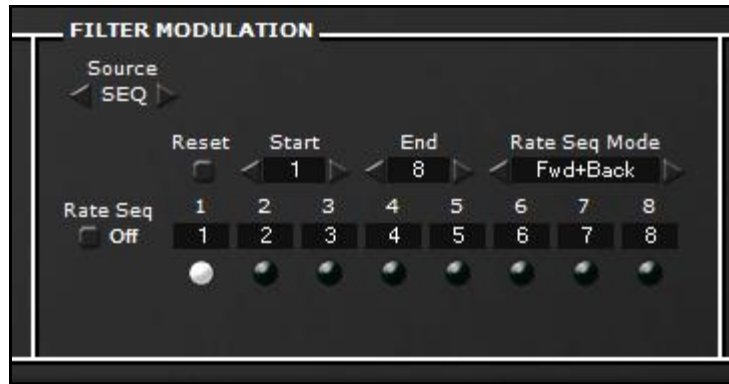 FILTER MODULATION
Source
SEQ
Reset Start End Rate Seq Mode
1 8 Fwd+Back
Rate Seq 1 2 3 4 5 6 7 8
Off 1 2 3 4 5 6 7 8